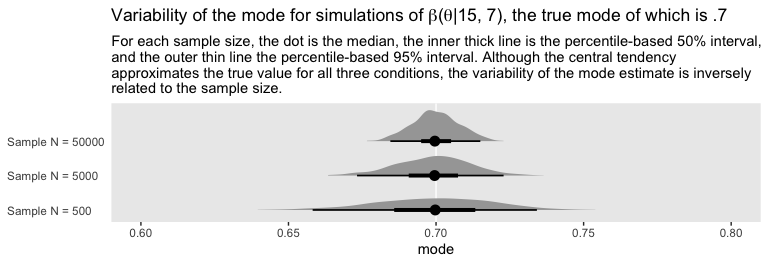 Variability of the mode for simulations of β(θ|15, 7), the true mode of which is .7
For each sample size, the dot is the median, the inner thick line is the percentile-based 50% interval,
and the outer thin line the percentile-based 95% interval. Although the central tendency
approximates the true value for all three conditions, the variability of the mode estimate is inversely
related to the sample size.
Sample N = 50000
Sample N = 5000
Sample N = 500
0.60 0.65 0.70 0.75 0.80
mode